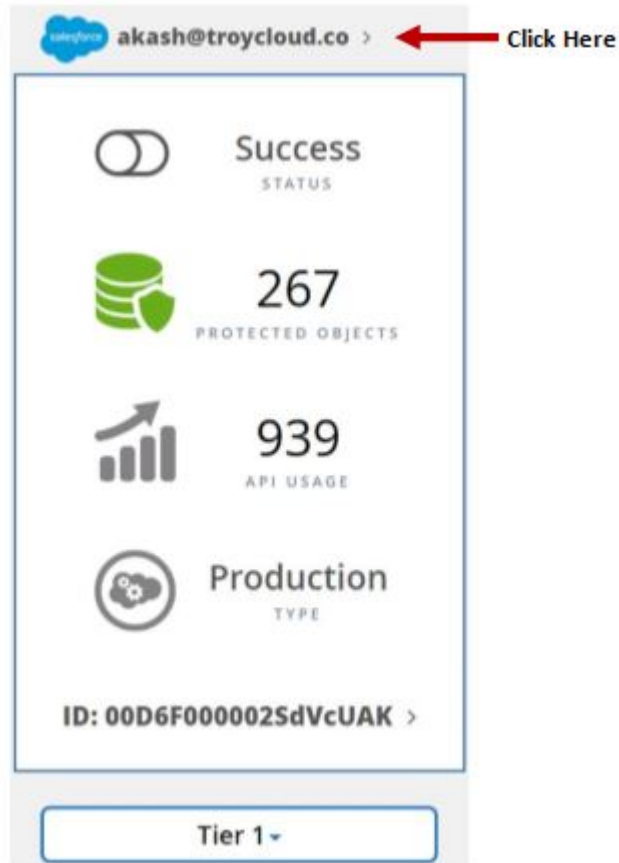 salesforce akash@troycloud.co > Click Here
Success
STATUS
267
PROTECTED OBJECTS
939
API USAGE
Production
TYPE
ID: 00D6F000002SdVcUAK >
Tier 1